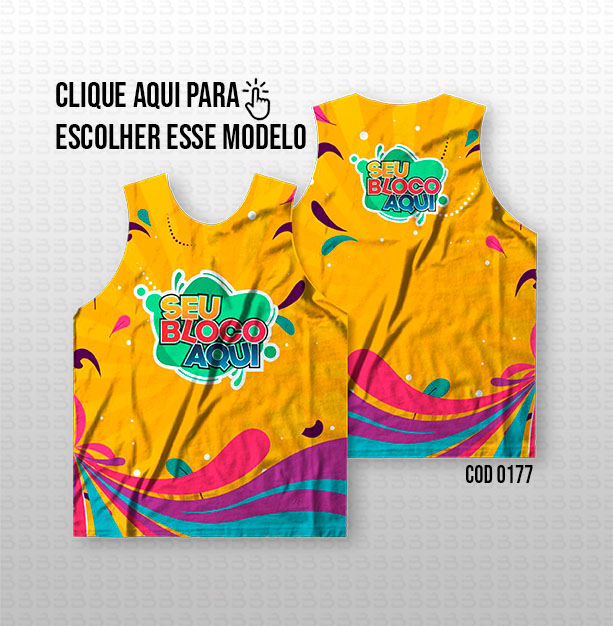 CLIQUE AQUI PARA
ESCOLHER ESSE MODELO
SEU
BLOCO
AQUI
SEU
BLOCO
AQUI
COD 0177